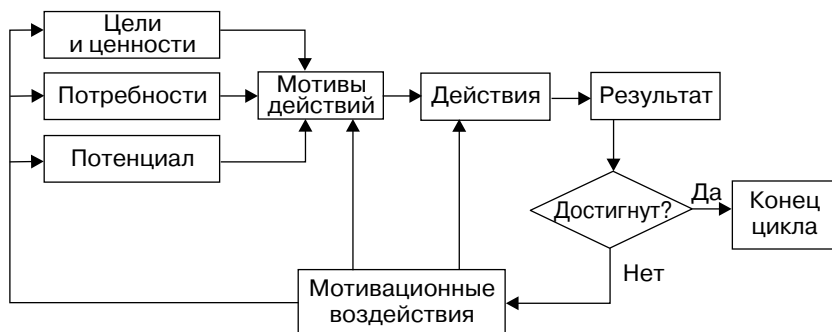 Цели
и ценности
Потребности
Потенциал
Мотивы
действий
Действия
Результат
Достигнут?
Да
Конец
цикла
Нет
Мотивационные
воздействия